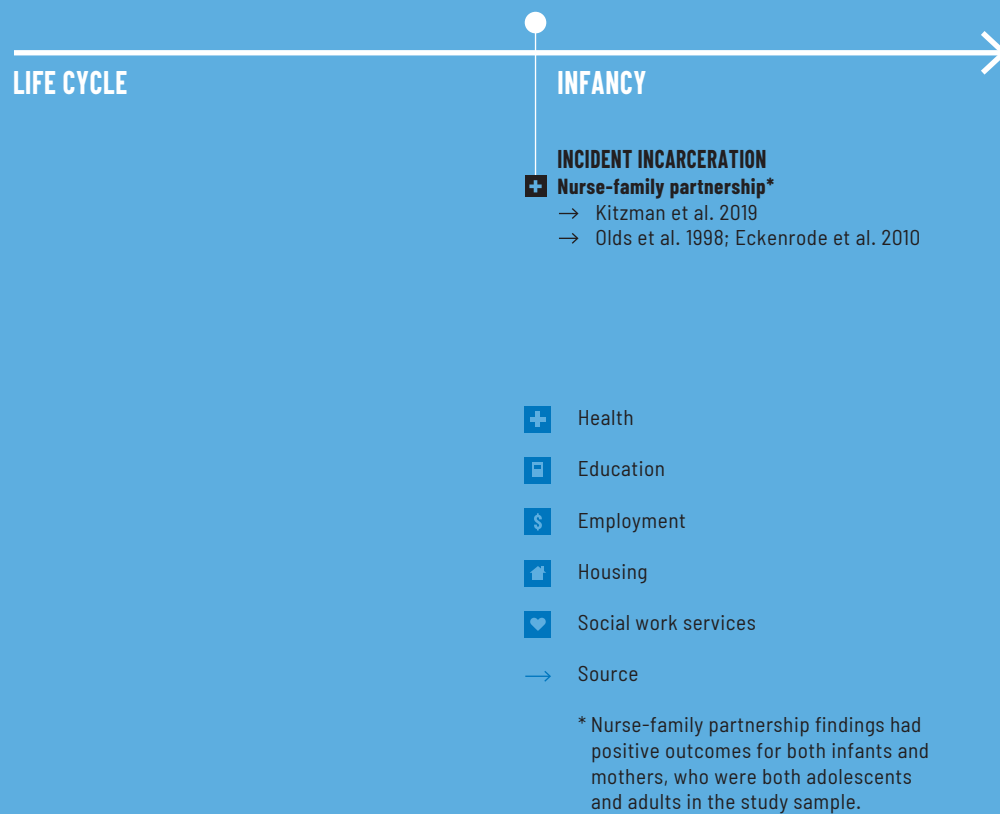 LIFE CYCLE
INFANCY
INCIDENT INCARCERATION
Nurse-family partnership*
→ Kitzman et al. 2019
→ Olds et al. 1998; Eckenrode et al. 2010
Health
Education
$ Employment
Housing
Social work services
→ Source
* Nurse-family partnership findings had
positive outcomes for both infants and
mothers, who were both adolescents
and adults in the study sample.